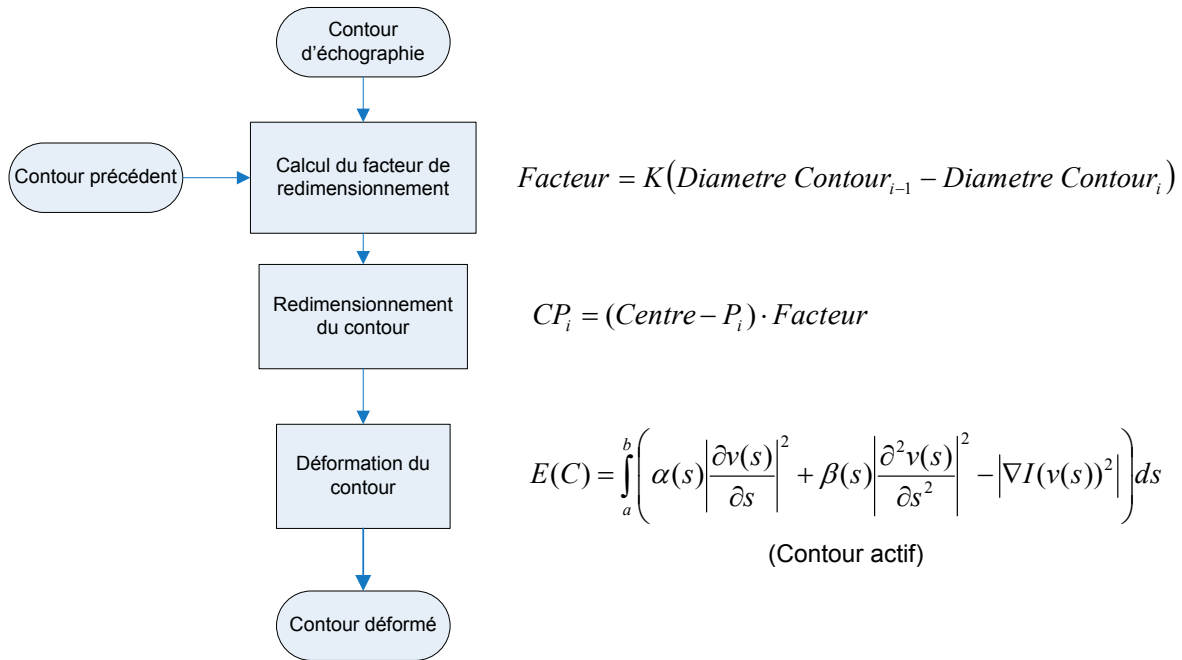 Contour
d’échographie
Contour précédent
Calcul du facteur de
redimensionnement
Facteur = K(Diametre Contour_{i−1} − Diametre Contour_i)
Redimensionnement
du contour
CP_i = (Centre − P_i) · Facteur
Déformation du
contour
E(C) = ∫_a^b ( α(s)|∂v(s)/∂s|² + β(s)|∂²v(s)/∂s²|² − |∇I(v(s))²| ) ds
(Contour actif)
Contour déformé